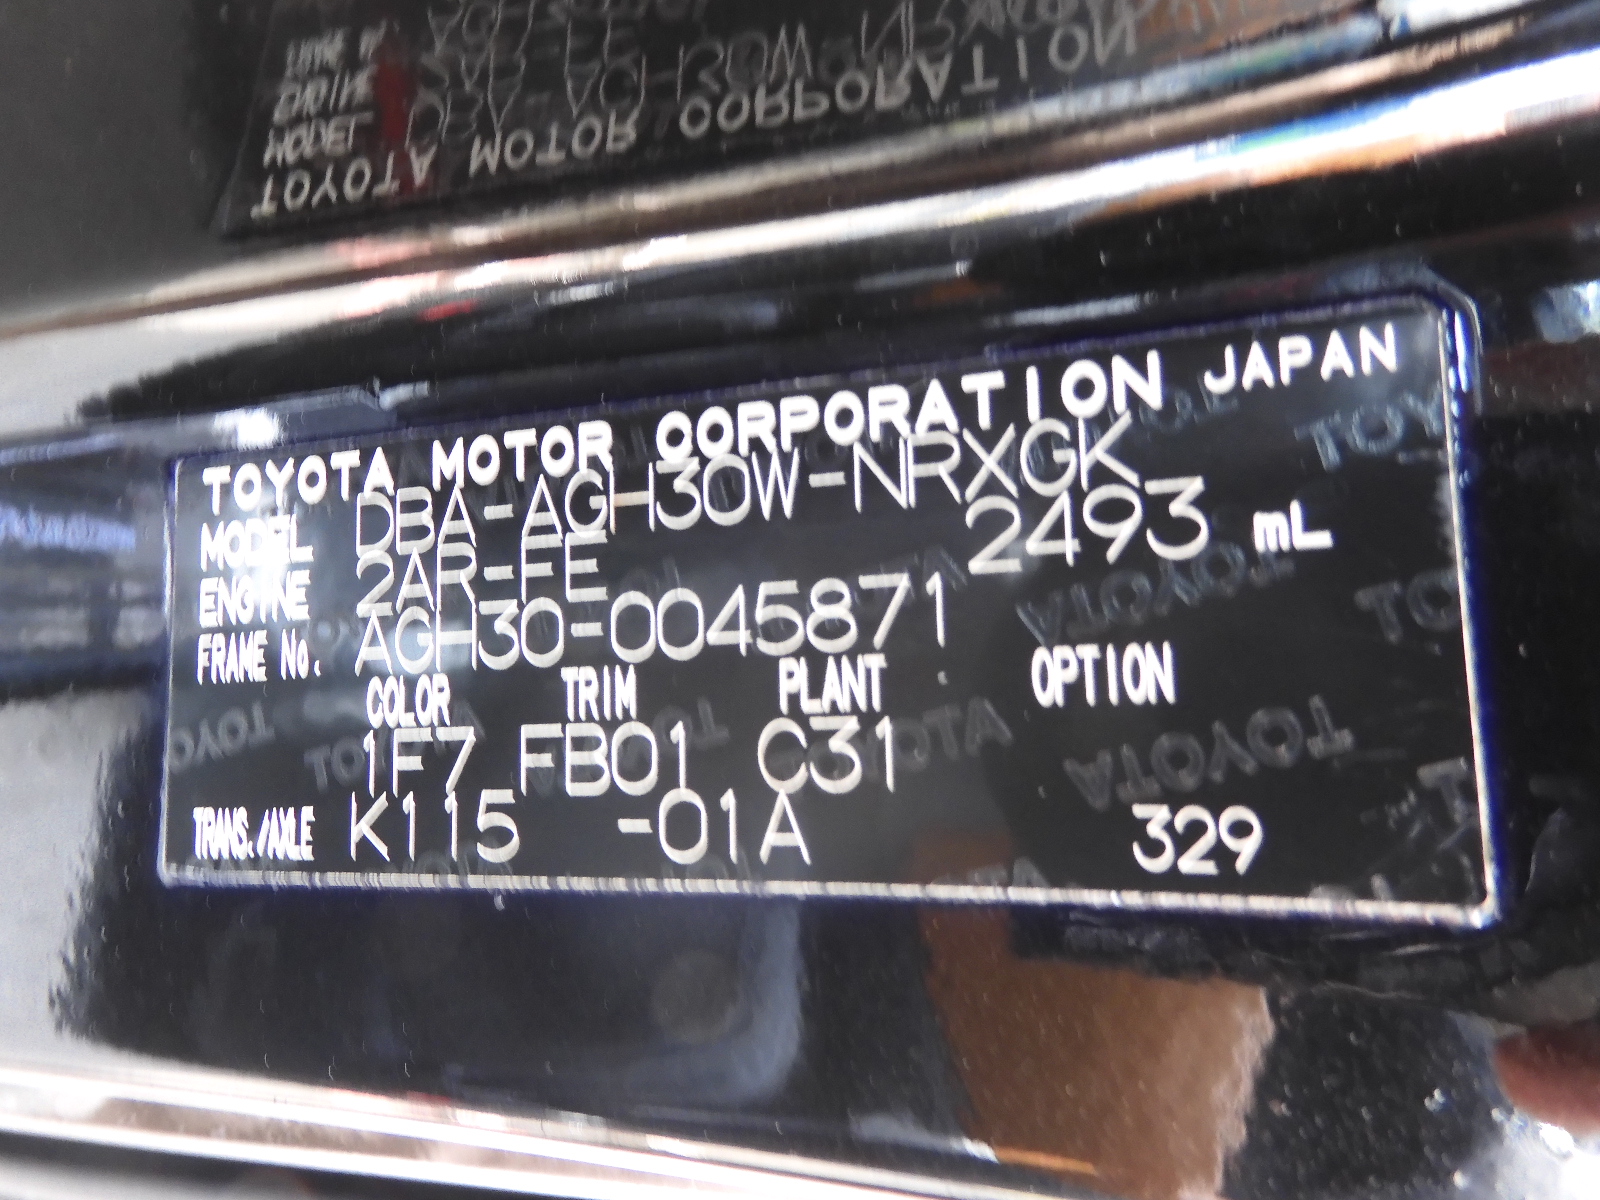 TOYOTA MOTOR CORPORATION JAPAN
MODEL DBA-AGH30W-NRXGK
ENGINE 2AR-FE 2493 mL
FRAME No. AGH30-0045871
COLOR TRIM PLANT OPTION
1F7 FB01 C31
TRANS./AXLE K115 -01A 329